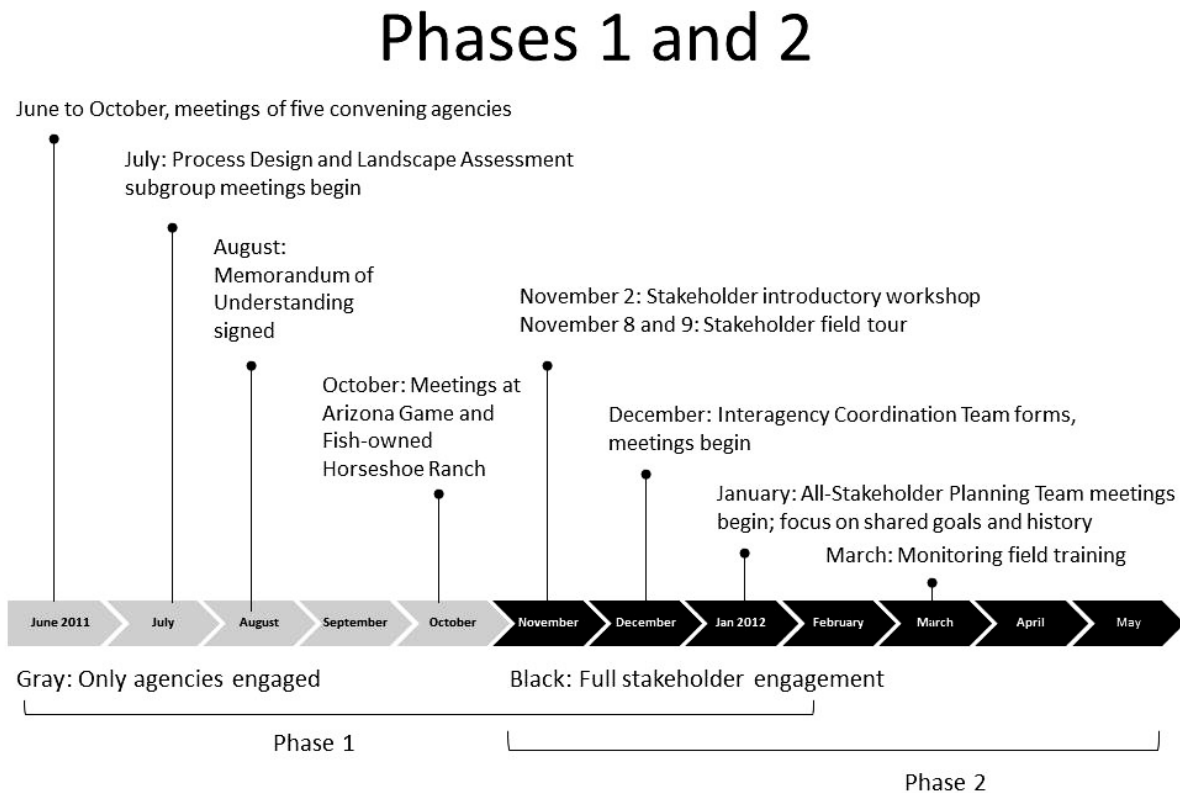 Phases 1 and 2
June to October, meetings of five convening agencies
July: Process Design and Landscape Assessment
subgroup meetings begin
August:
Memorandum of
Understanding
signed
November 2: Stakeholder introductory workshop
November 8 and 9: Stakeholder field tour
October: Meetings at
Arizona Game and
Fish-owned
Horseshoe Ranch
December: Interagency Coordination Team forms,
meetings begin
January: All-Stakeholder Planning Team meetings
begin; focus on shared goals and history
March: Monitoring field training
June 2011
July
August
September
October
November
December
Jan 2012
February
March
April
May
Gray: Only agencies engaged
Black: Full stakeholder engagement
Phase 1
Phase 2